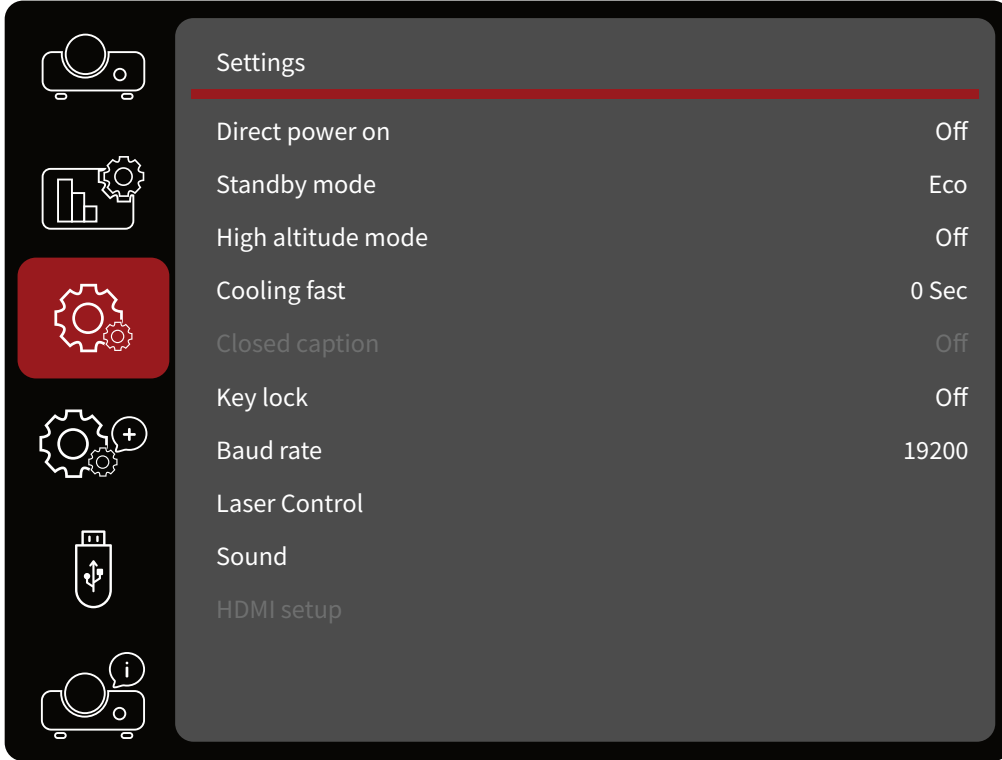 Settings
Direct power on Off
Standby mode Eco
High altitude mode Off
Cooling fast 0 Sec
Closed caption Off
Key lock Off
Baud rate 19200
Laser Control
Sound
HDMI setup